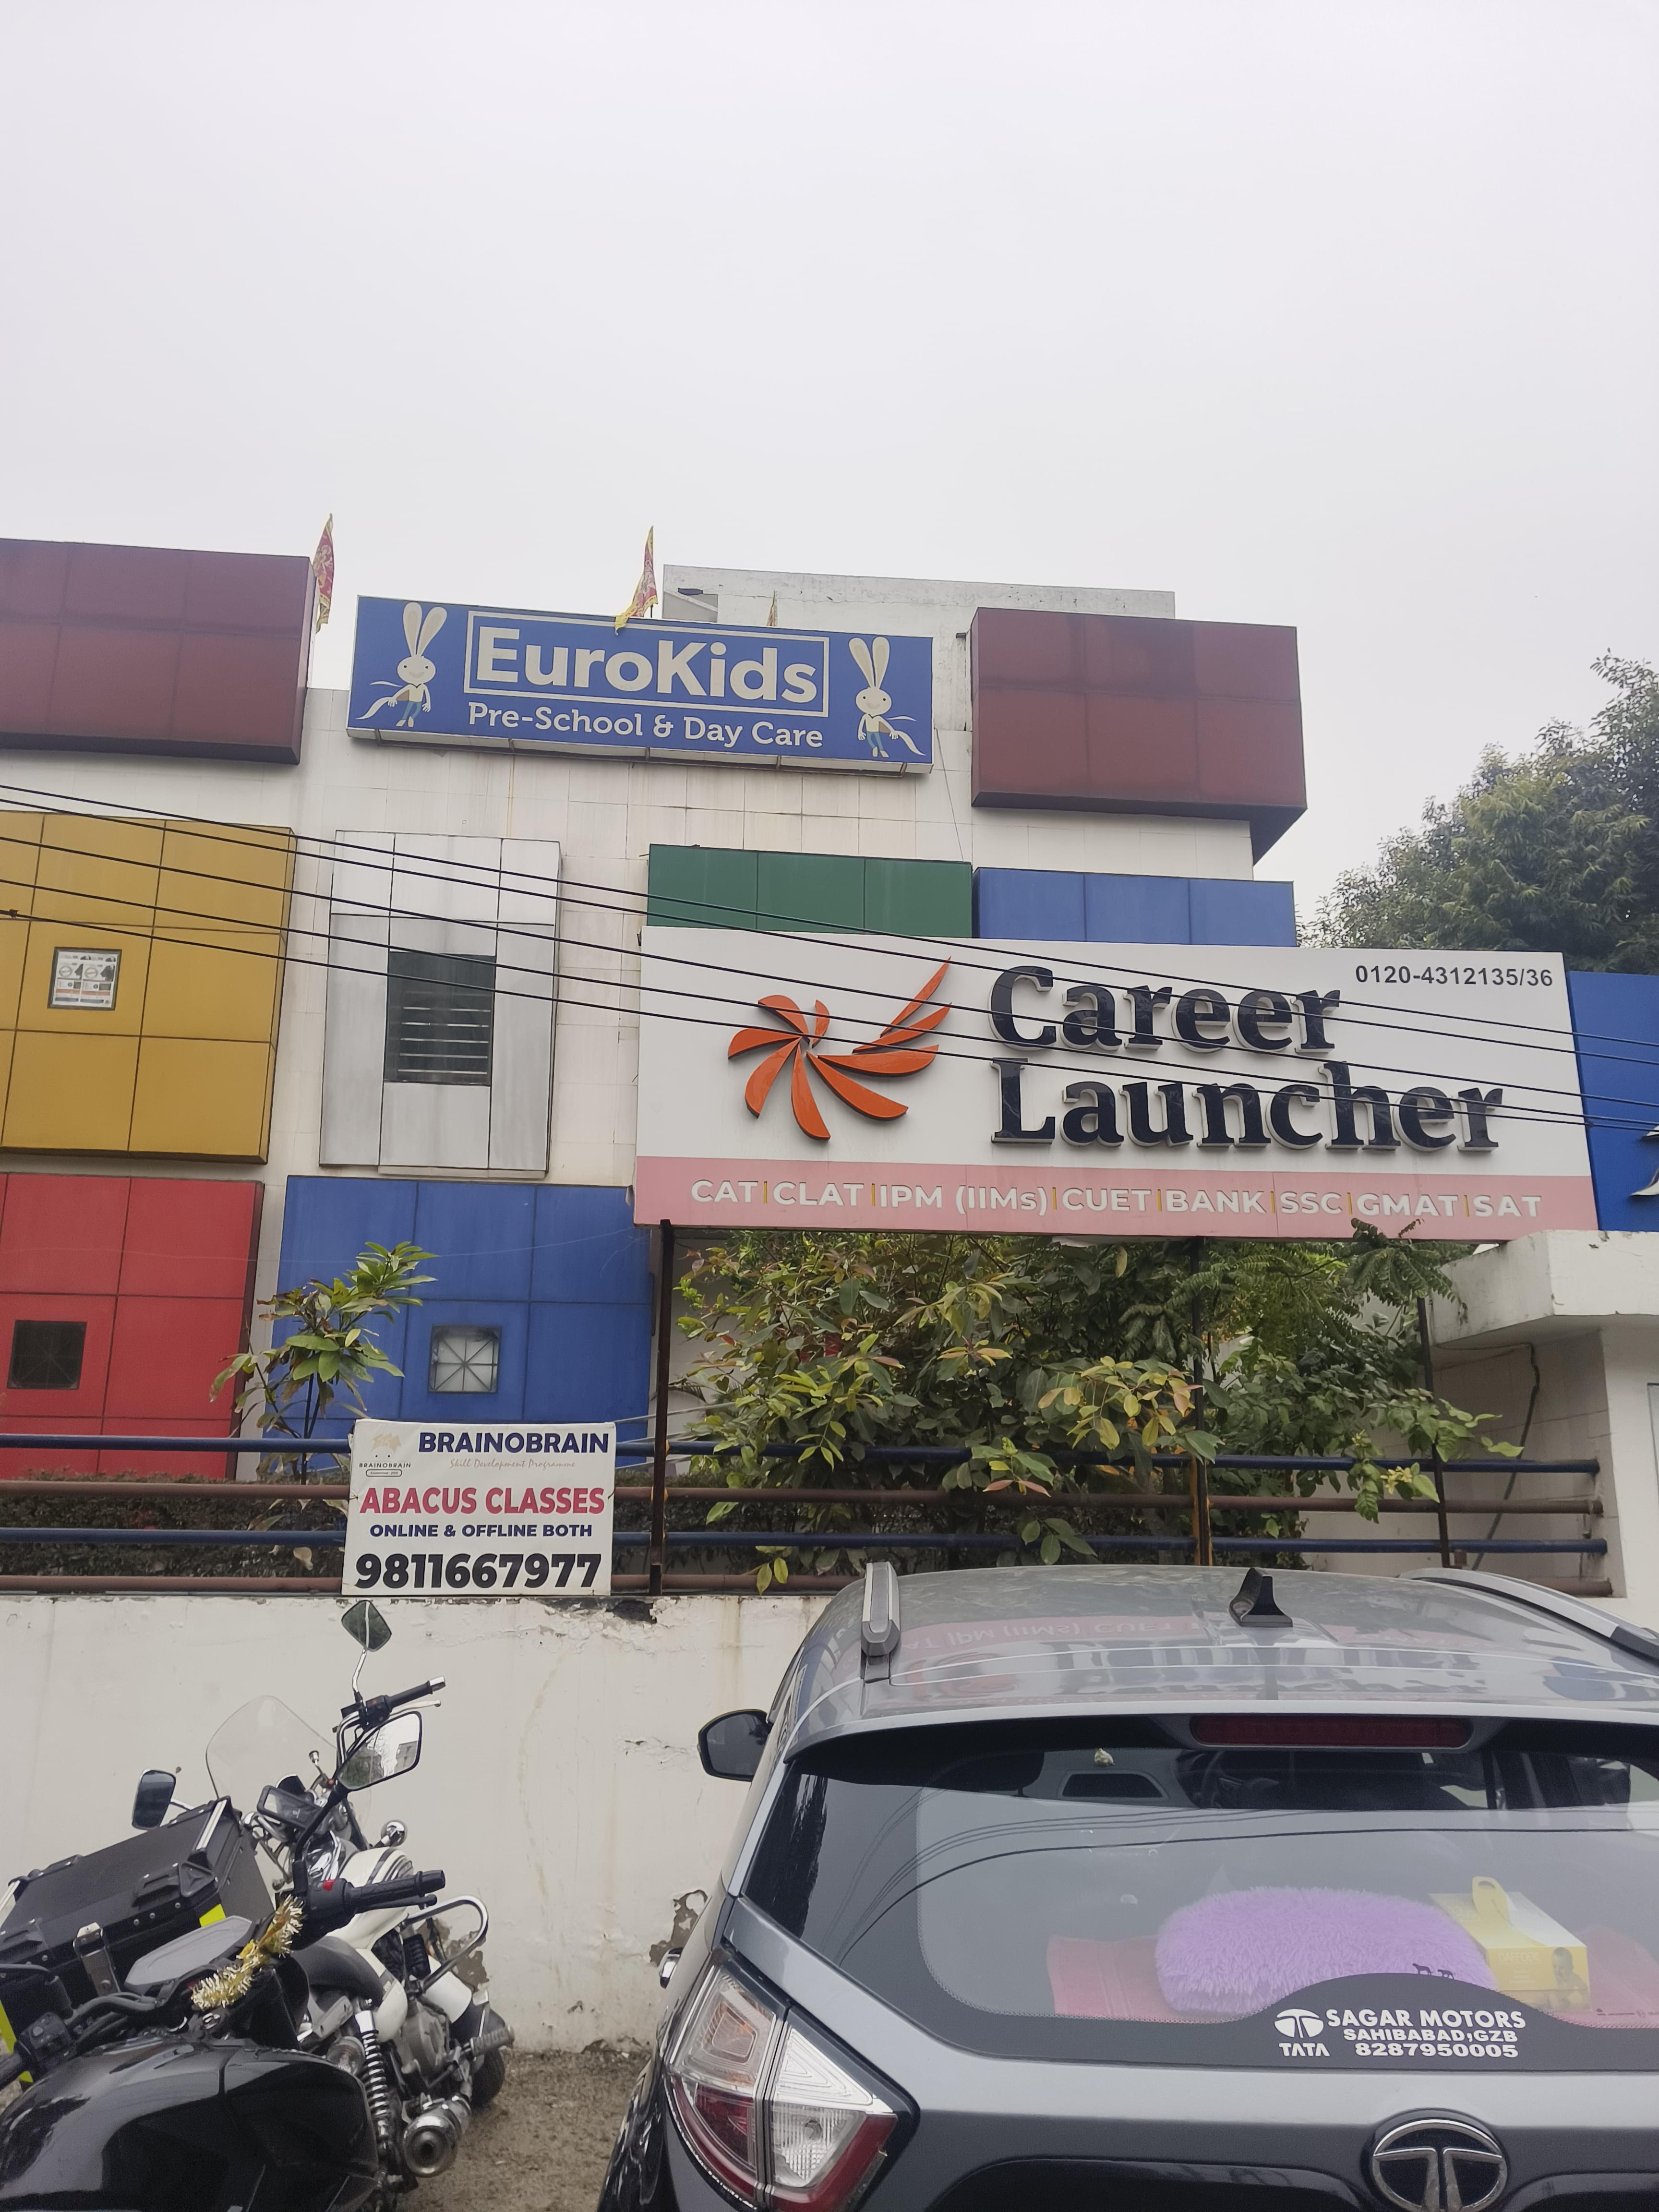 EuroKids
Pre-School & Day Care
0120-4312135/36
Career
Launcher
CAT|CLAT|IPM (IIMs)|CUET|BANK|SSC|GMAT|SAT
BRAINOBRAIN
BRAINOBRAIN
Skill Development Programme
ABACUS CLASSES
ONLINE & OFFLINE BOTH
9811667977
SAGAR MOTORS
SAHIBABAD,GZB
TATA 8287950005